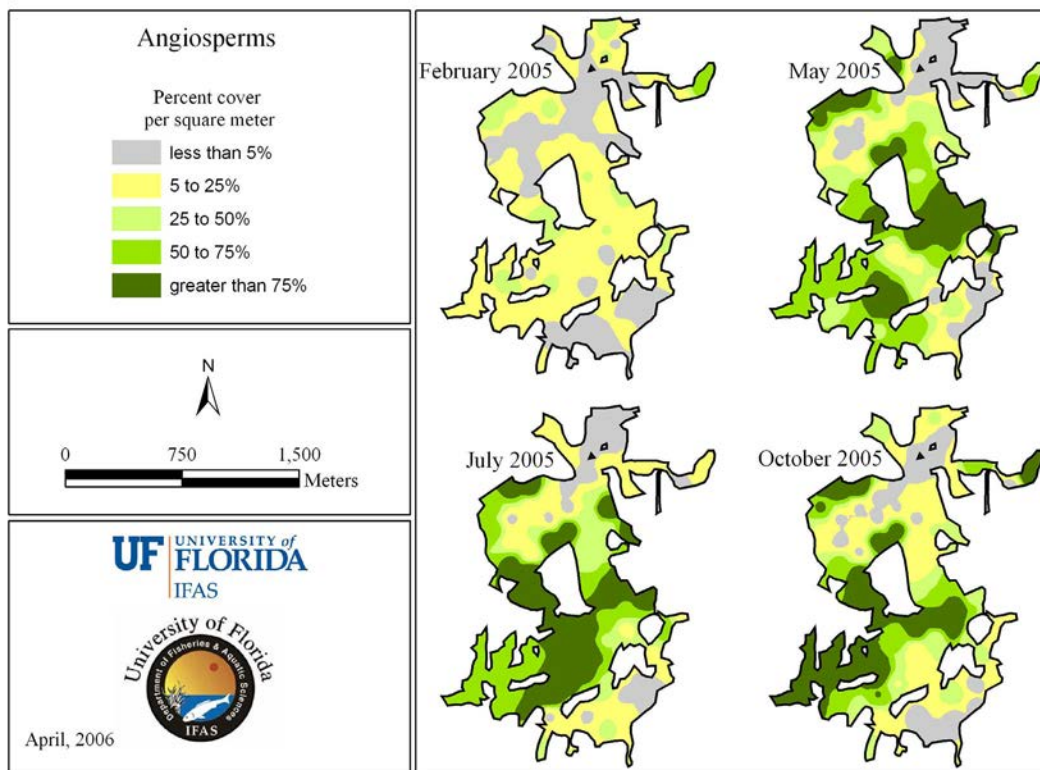 Angiosperms
Percent cover
per square meter
less than 5%
5 to 25%
25 to 50%
50 to 75%
greater than 75%
N
0 750 1,500
Meters
UF UNIVERSITY of
FLORIDA
IFAS
University of Florida
Department of Fisheries & Aquatic Sciences
IFAS
April, 2006
February 2005
May 2005
July 2005
October 2005